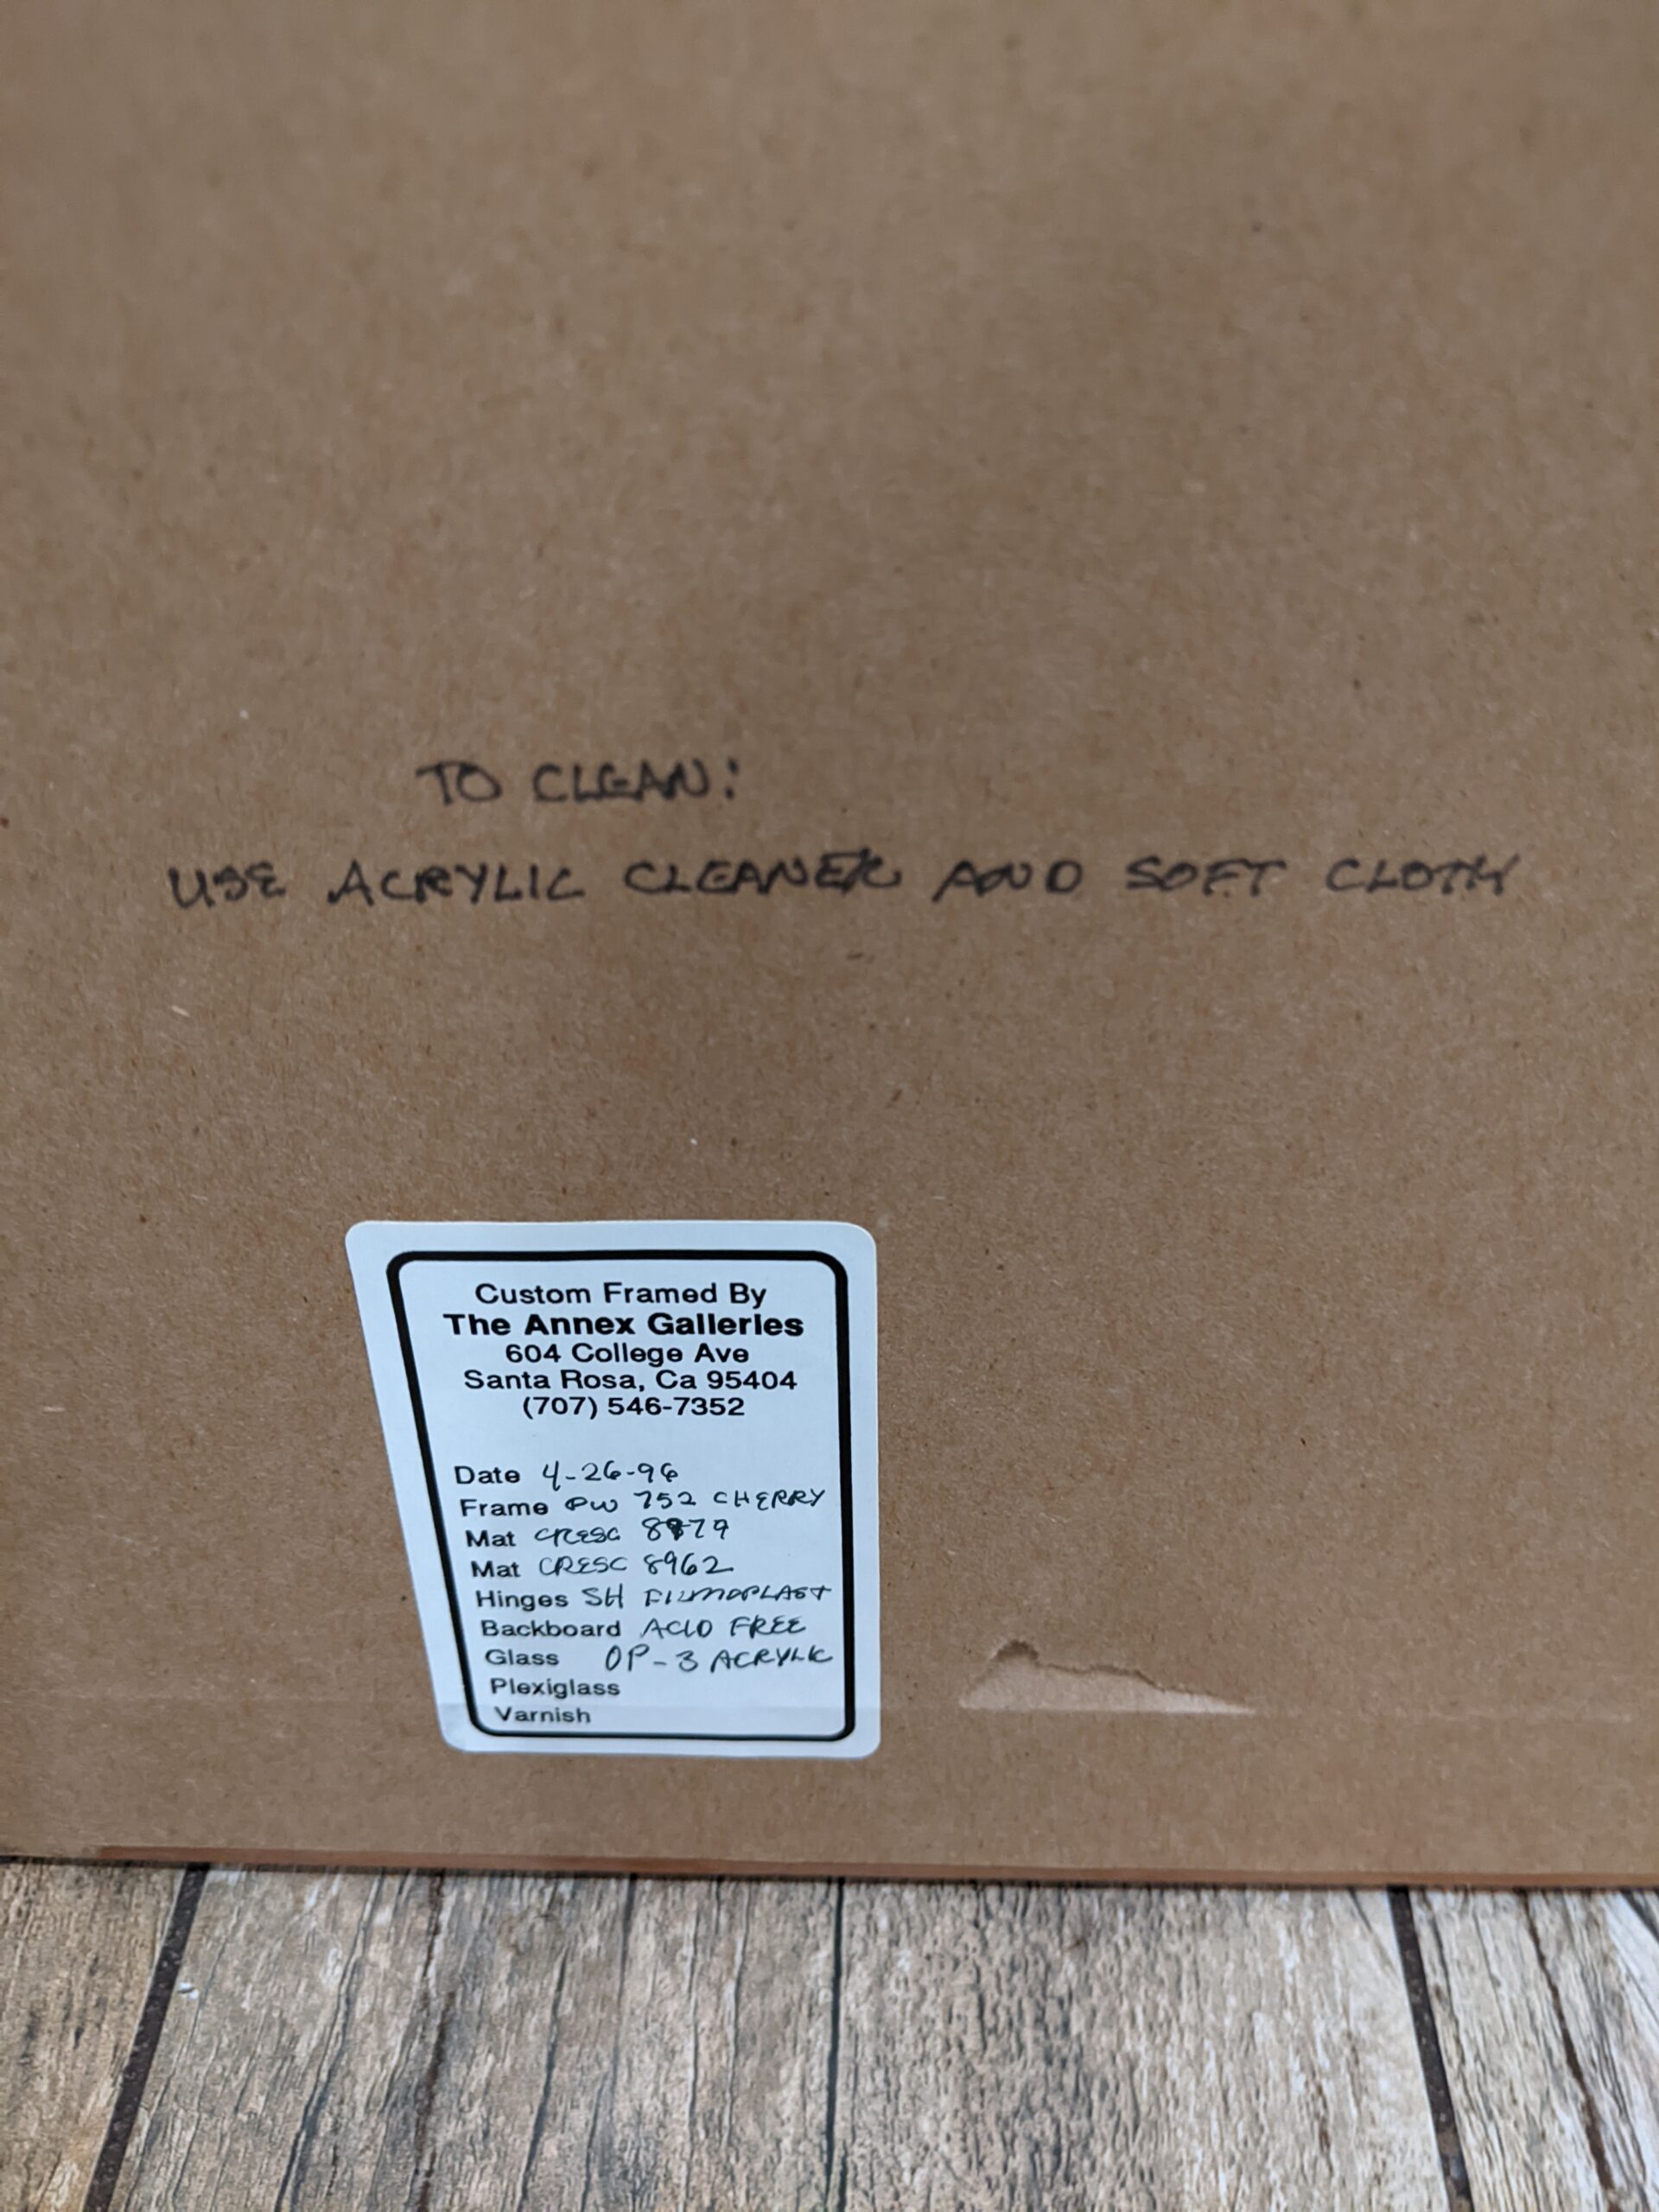 TO CLEAN:
USE ACRYLIC CLEANER AND SOFT CLOTH
Custom Framed By
The Annex Galleries
604 College Ave
Santa Rosa, Ca 95404
(707) 546-7352
Date 4-26-96
Frame PW 752 CHERRY
Mat CRESC
Mat CRESC 8962
Hinges SH FILMOPLAST
Backboard ACID FREE
Glass OP-3 ACRYLIC
Plexiglass
Varnish